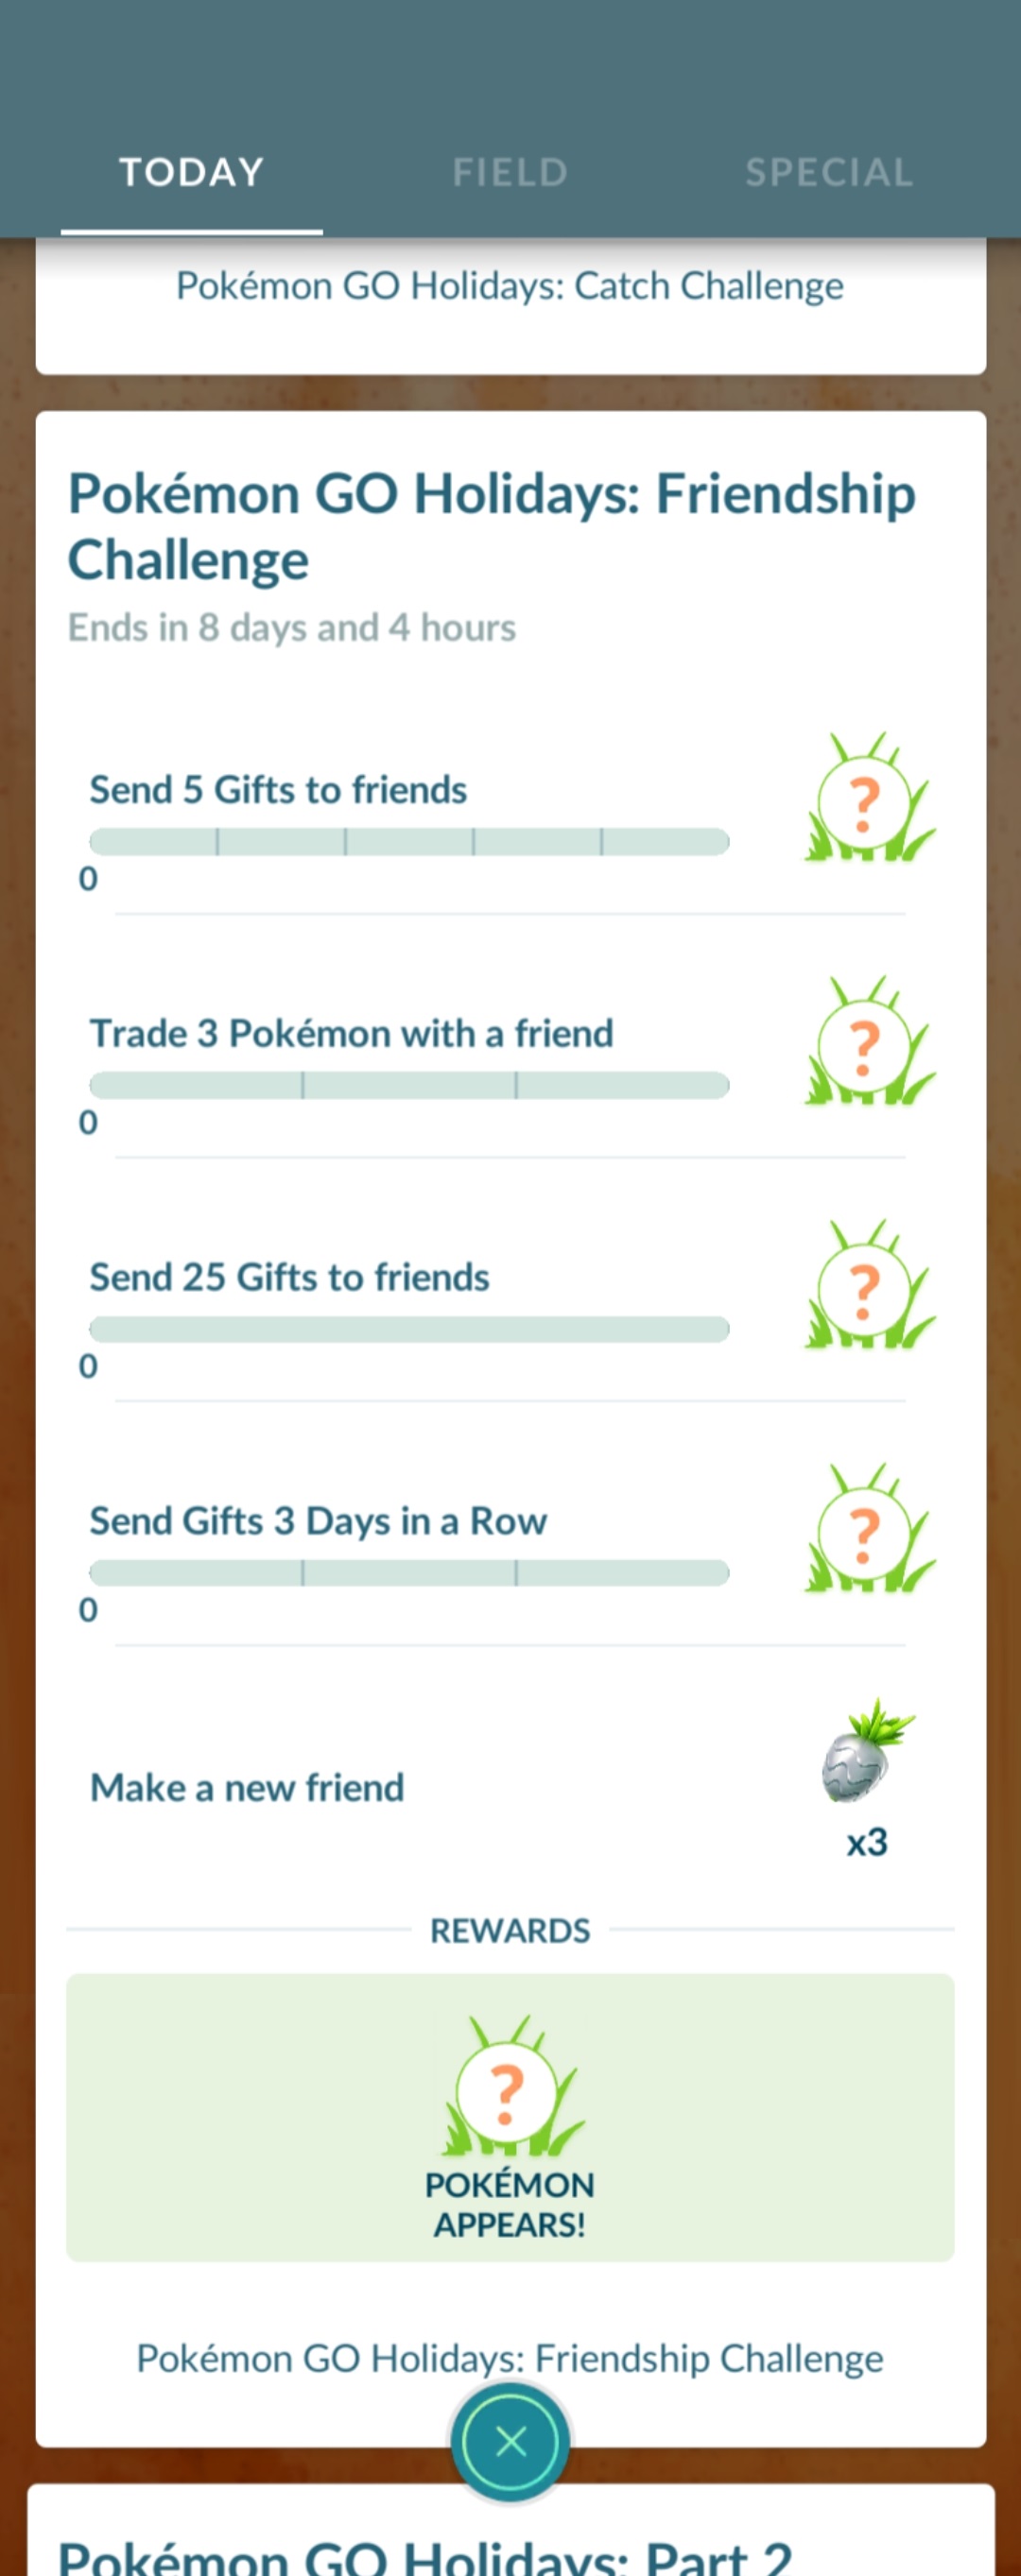 TODAY FIELD SPECIAL
Pokémon GO Holidays: Catch Challenge
Pokémon GO Holidays: Friendship
Challenge
Ends in 8 days and 4 hours
Send 5 Gifts to friends
?
0
Trade 3 Pokémon with a friend
?
0
Send 25 Gifts to friends
?
0
Send Gifts 3 Days in a Row
?
0
Make a new friend
x3
REWARDS
?
POKÉMON
APPEARS!
Pokémon GO Holidays: Friendship Challenge
Pokémon GO Holidays: Part 2